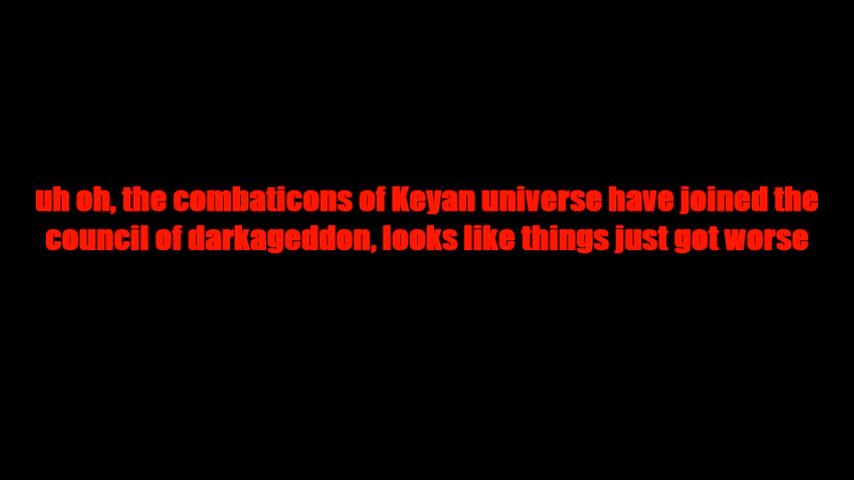 uh oh, the combaticons of Keyan universe have joined the
council of darkageddon, looks like things just got worse